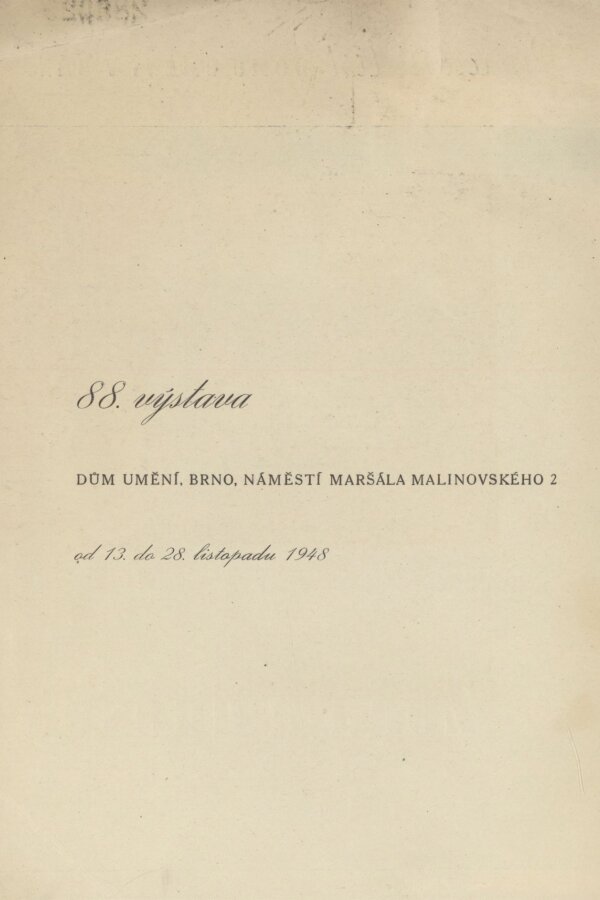 88. výstava
DŮM UMĚNÍ, BRNO, NÁMĚSTÍ MARŠÁLA MALINOVSKÉHO 2
od 13. do 28. listopadu 1948